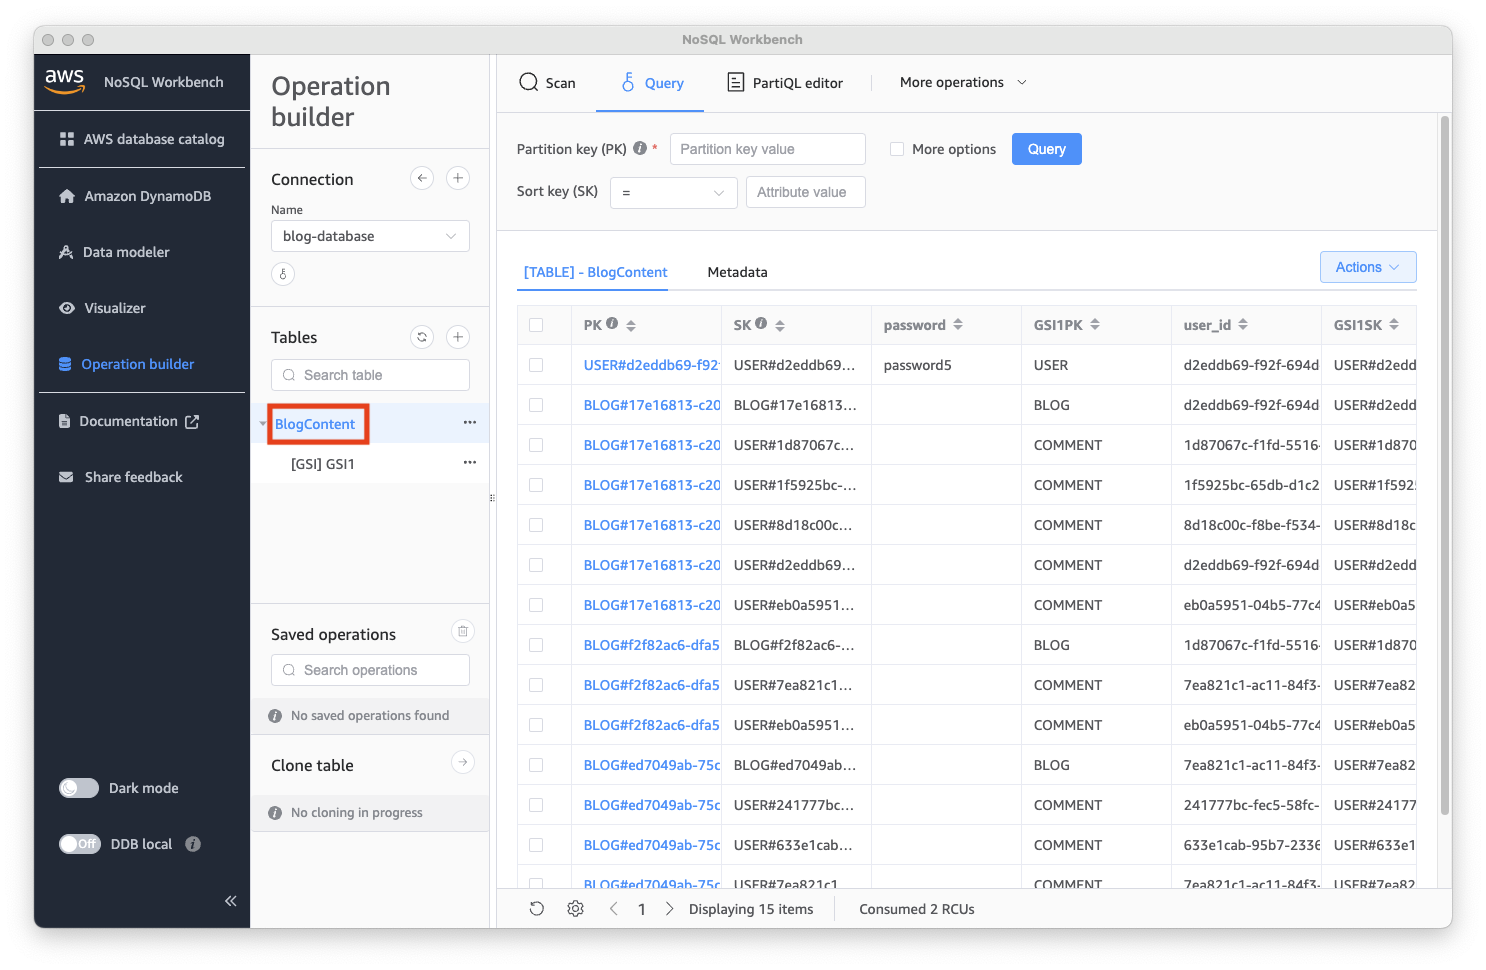 NoSQL Workbench
aws
NoSQL Workbench
AWS database catalog
Amazon DynamoDB
Data modeler
Visualizer
Operation builder
Documentation
Share feedback
Dark mode
Off
DDB local
Operation
builder
Connection
Name
blog-database
Tables
Search table
BlogContent
[GSI] GSI1
Saved operations
Search operations
No saved operations found
Clone table
No cloning in progress
Scan
Query
PartiQL editor
More operations
Partition key (PK) *
Partition key value
More options
Query
Sort key (SK)
=
Attribute value
[TABLE] - BlogContent
Metadata
Actions
PK SK password GSI1PK user_id GSI1SK
USER#d2eddb69-f92 USER#d2eddb69... password5 USER d2eddb69-f92f-694d USER#d2edd
BLOG#17e16813-c20 BLOG#17e16813... BLOG d2eddb69-f92f-694d USER#d2edd
BLOG#17e16813-c20 USER#1d87067c... COMMENT 1d87067c-f1fd-5516- USER#1d870
BLOG#17e16813-c20 USER#1f5925bc-... COMMENT 1f5925bc-65db-d1c2 USER#1f592
BLOG#17e16813-c20 USER#8d18c00c... COMMENT 8d18c00c-f8be-f534- USER#8d18c
BLOG#17e16813-c20 USER#d2eddb69... COMMENT d2eddb69-f92f-694d USER#d2edd
BLOG#17e16813-c20 USER#eb0a5951... COMMENT eb0a5951-04b5-77c4 USER#eb0a5
BLOG#f2f82ac6-dfa5 BLOG#f2f82ac6-... BLOG 1d87067c-f1fd-5516- USER#1d870
BLOG#f2f82ac6-dfa5 USER#7ea821c1... COMMENT 7ea821c1-ac11-84f3- USER#7ea82
BLOG#f2f82ac6-dfa5 USER#eb0a5951... COMMENT eb0a5951-04b5-77c4 USER#eb0a5
BLOG#ed7049ab-75c BLOG#ed7049ab... BLOG 7ea821c1-ac11-84f3- USER#7ea82
BLOG#ed7049ab-75c USER#241777bc... COMMENT 241777bc-fec5-58fc- USER#24177
BLOG#ed7049ab-75c USER#633e1cab... COMMENT 633e1cab-95b7-2336 USER#633e1
BLOG#ed7049ab-75c USER#7ea821c1 COMMENT 7ea821c1-ac11-84f3- USER#7ea82
1
Displaying 15 items
Consumed 2 RCUs